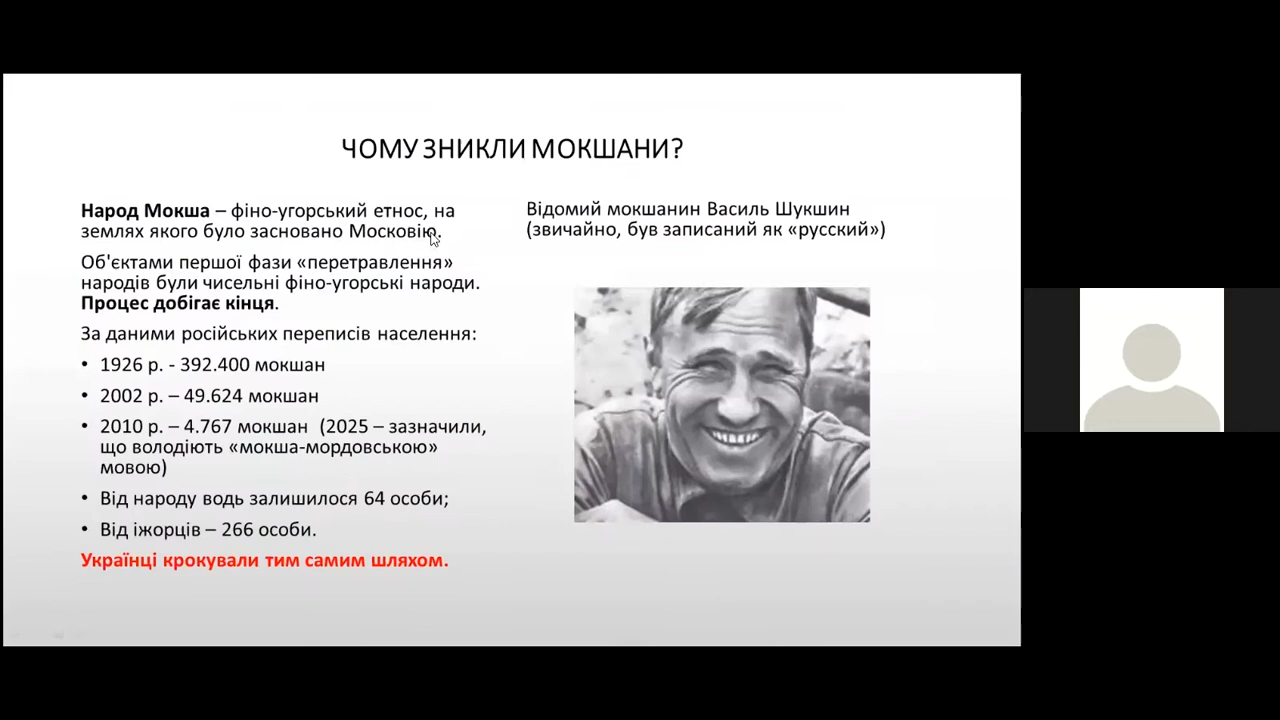 ЧОМУ ЗНИКЛИ МОКШАНИ?
Народ Мокша – фіно-угорський етнос, на
землях якого було засновано Московію.
Об'єктами першої фази «перетравлення»
народів були чисельні фіно-угорські народи.
Процес добігає кінця.
За даними російських переписів населення:
• 1926 р. - 392.400 мокшан
• 2002 р. – 49.624 мокшан
• 2010 р. – 4.767 мокшан (2025 – зазначили,
що володіють «мокша-мордовською»
мовою)
• Від народу водь залишилося 64 особи;
• Від іжорців – 266 особи.
Українці крокували тим самим шляхом.
Відомий мокшанин Василь Шукшин
(звичайно, був записаний як «русский»)